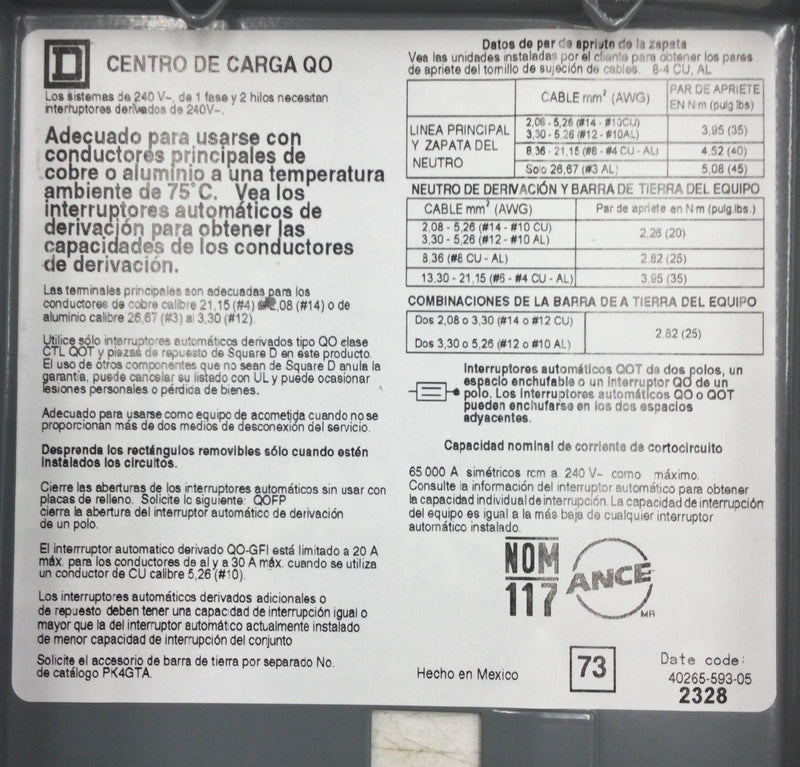 CENTRO DE CARGA QO
Los sistemas de 240 V~, de 1 fase y 2 hilos necesitan
interruptores derivados de 240V~.
Adecuado para usarse con
conductores principales de
cobre o aluminio a una temperatura
ambiente de 75°C. Vea los
interruptores automáticos de
derivación para obtener las
capacidades de los conductores
de derivación.
Las terminales principales son adecuadas para los
conductores de cobre calibre 21,15 (#4) 2,08 (#14) o de
aluminio calibre 26,67 (#3) al 3,30 (#12).
Utilice sólo interruptores automáticos derivados tipo QO clase
CTL QOT y piezas de repuesto de Square D en este producto.
El uso de otros componentes que no sean de Square D anula la
garantía, puede cancelar su listado con UL y puede ocasionar
lesiones personales o pérdida de bienes.
Adecuado para usarse como equipo de acometida cuando no se
proporcionan más de dos medios de desconexión del servicio.
Desprenda los rectángulos removibles sólo cuando estén
instalados los circuitos.
Cierre las aberturas de los interruptores automáticos sin usar con
placas de relleno. Solicite lo siguiente: QOFP
cierra la abertura del interruptor automático de derivación
de un polo.
El interrruptor automatico derivado QO-GFI está limitado a 20 A
máx. para los conductores de al y a 30 A máx. cuando se utiliza
un conductor de CU calibre 5,26 (#10).
Los interruptores automáticos derivados adicionales o
de repuesto deben tener una capacidad de interrupción igual o
mayor que la del interruptor automático actualmente instalado
de menor capacidad de interrupción del conjunto
Solicite el accesorio de barra de tierra por separado No.
de catálogo PK4GTA.
Datos de par de apriete de la zapata
Vea las unidades instaladas por el cliente para obtener los pares
de apriete del tornillo de sujeción de cables. 8-4 CU, AL
CABLE mm² (AWG)
PAR DE APRIETE
EN N·m (pulg lbs)
LINEA PRINCIPAL
Y ZAPATA DEL
NEUTRO
2,08 - 5,26 (#14 - #10CU)
3,30 - 5,26 (#12 - #10AL)
3,95 (35)
8,36 - 21,15 (#8 - #4 CU - AL)
4,52 (40)
Solo 26,67 (#3 AL)
5,08 (45)
NEUTRO DE DERIVACIÓN Y BARRA DE TIERRA DEL EQUIPO
CABLE mm² (AWG)
Par de apriete en N·m (pulg.lbs.)
2,08 - 5,26 (#14 - #10 CU)
3,30 - 5,26 (#12 - #10 AL)
2,26 (20)
8,36 (#8 CU - AL)
2,82 (25)
13,30 - 21,15 (#6 - #4 CU - AL)
3,95 (35)
COMBINACIONES DE LA BARRA DE A TIERRA DEL EQUIPO
Dos 2,08 o 3,30 (#14 o #12 CU)
Dos 3,30 o 5,26 (#12 o #10 AL)
2,82 (25)
Interruptores automáticos QOT de dos polos, un
espacio enchufable o un interruptor QO de un
polo. Los interruptores automáticos QO o QOT
pueden enchufarse en los dos espacios
adyacentes.
Capacidad nominal de corriente de cortocircuito
65 000 A simétricos rcm a 240 V~ como máximo.
Consulte la información del interruptor automático para obtener
la capacidad individual de interrupción. La capacidad de interrupción
del equipo es igual a la más baja de cualquier interruptor
automático instalado.
NOM
117
ANCE
MR
Hecho en Mexico
73
Date code:
40265-593-05
2328